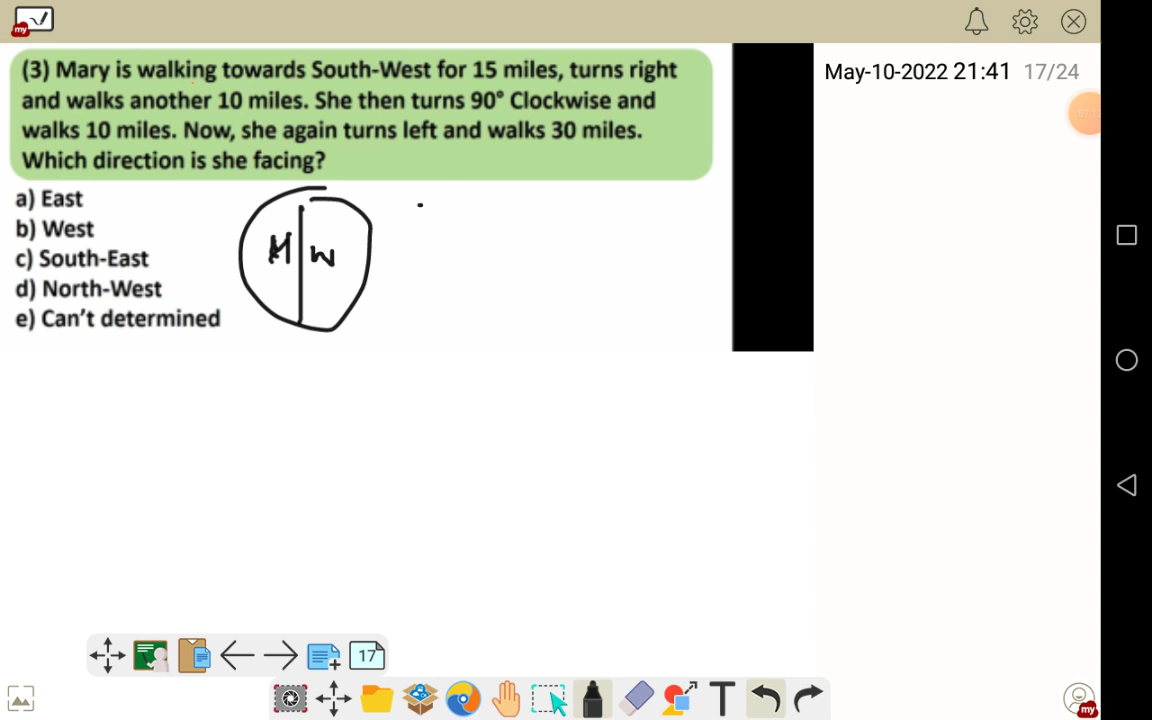 my
(3) Mary is walking towards South-West for 15 miles, turns right
and walks another 10 miles. She then turns 90° Clockwise and
walks 10 miles. Now, she again turns left and walks 30 miles.
Which direction is she facing?
a) East
b) West
c) South-East
d) North-West
e) Can't determined
M W
May-10-2022 21:41 17/24
17
T
my